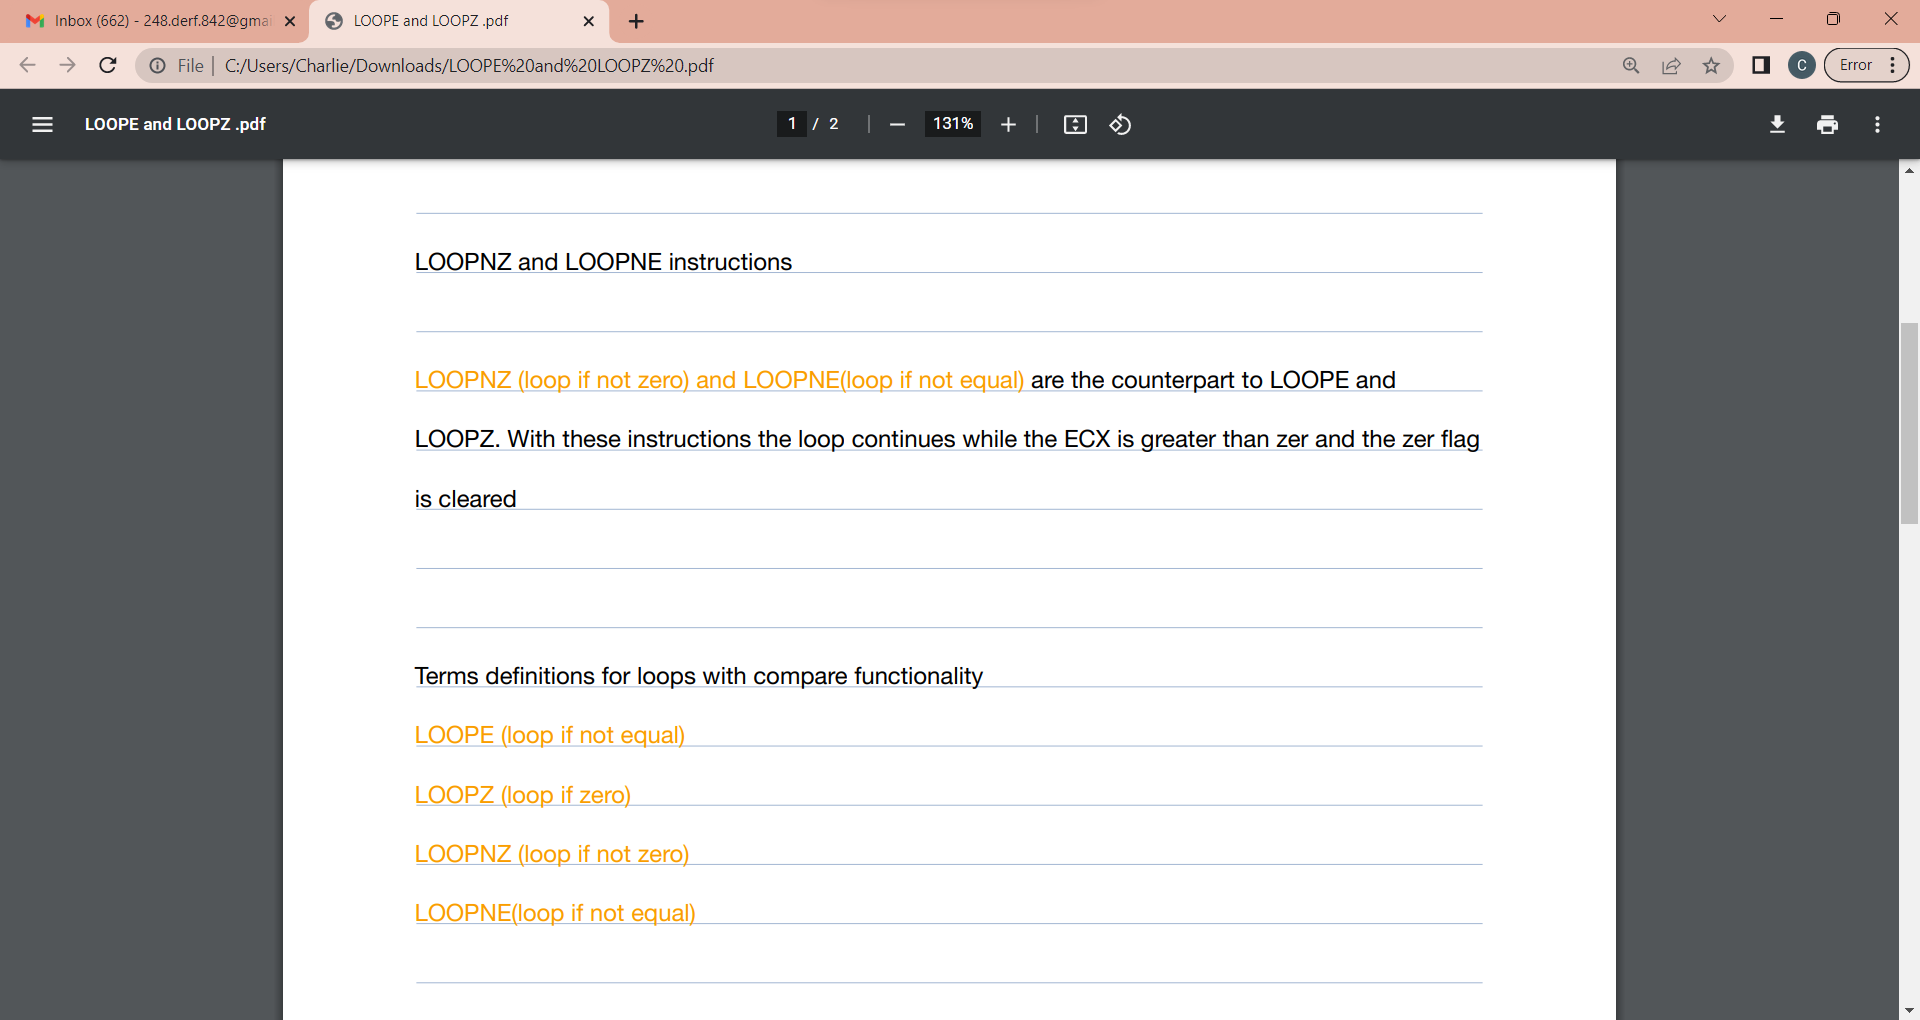 Inbox (662) - 248.derf.842@gmai
LOOPE and LOOPZ .pdf
File
C:/Users/Charlie/Downloads/LOOPE%20and%20LOOPZ%20.pdf
C
Error
LOOPE and LOOPZ .pdf
1 / 2
131%
LOOPNZ and LOOPNE instructions
LOOPNZ (loop if not zero) and LOOPNE(loop if not equal) are the counterpart to LOOPE and
LOOPZ. With these instructions the loop continues while the ECX is greater than zer and the zer flag
is cleared
Terms definitions for loops with compare functionality
LOOPE (loop if not equal)
LOOPZ (loop if zero)
LOOPNZ (loop if not zero)
LOOPNE(loop if not equal)